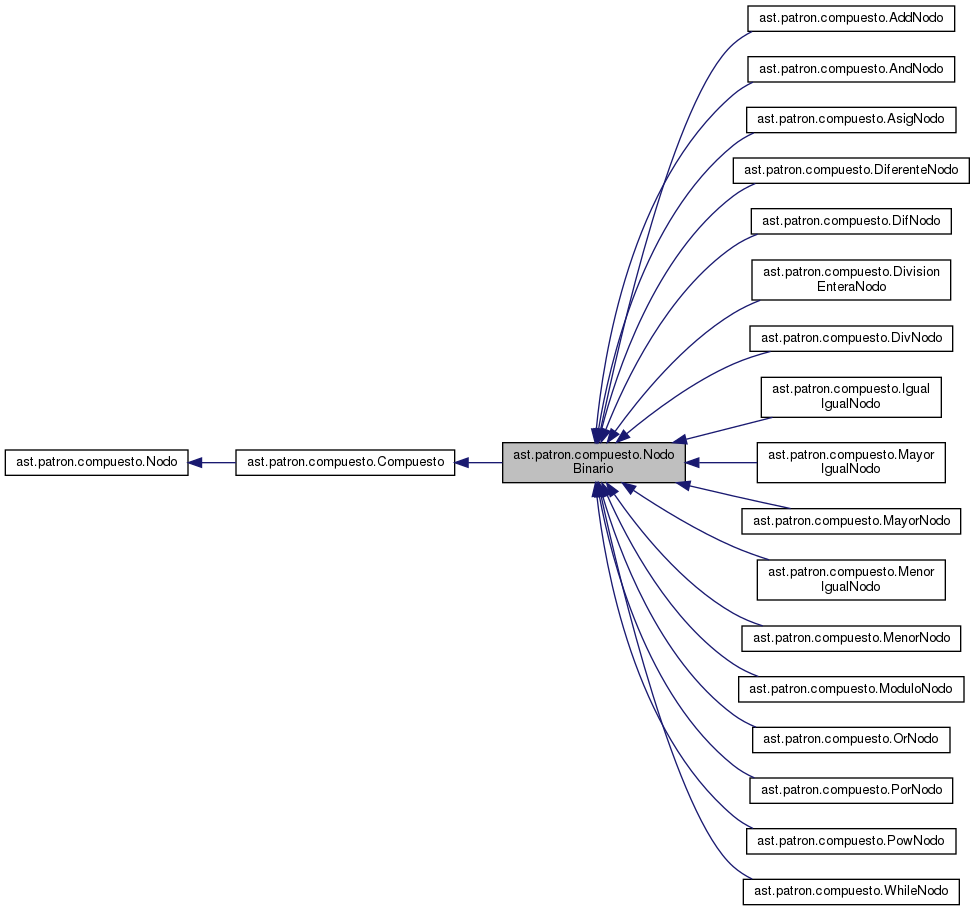 ast.patron.compuesto.AddNodo
ast.patron.compuesto.AndNodo
ast.patron.compuesto.AsigNodo
ast.patron.compuesto.DiferenteNodo
ast.patron.compuesto.DifNodo
ast.patron.compuesto.Division
EnteraNodo
ast.patron.compuesto.DivNodo
ast.patron.compuesto.Igual
IgualNodo
ast.patron.compuesto.Nodo
ast.patron.compuesto.Compuesto
ast.patron.compuesto.Nodo
Binario
ast.patron.compuesto.Mayor
IgualNodo
ast.patron.compuesto.MayorNodo
ast.patron.compuesto.Menor
IgualNodo
ast.patron.compuesto.MenorNodo
ast.patron.compuesto.ModuloNodo
ast.patron.compuesto.OrNodo
ast.patron.compuesto.PorNodo
ast.patron.compuesto.PowNodo
ast.patron.compuesto.WhileNodo